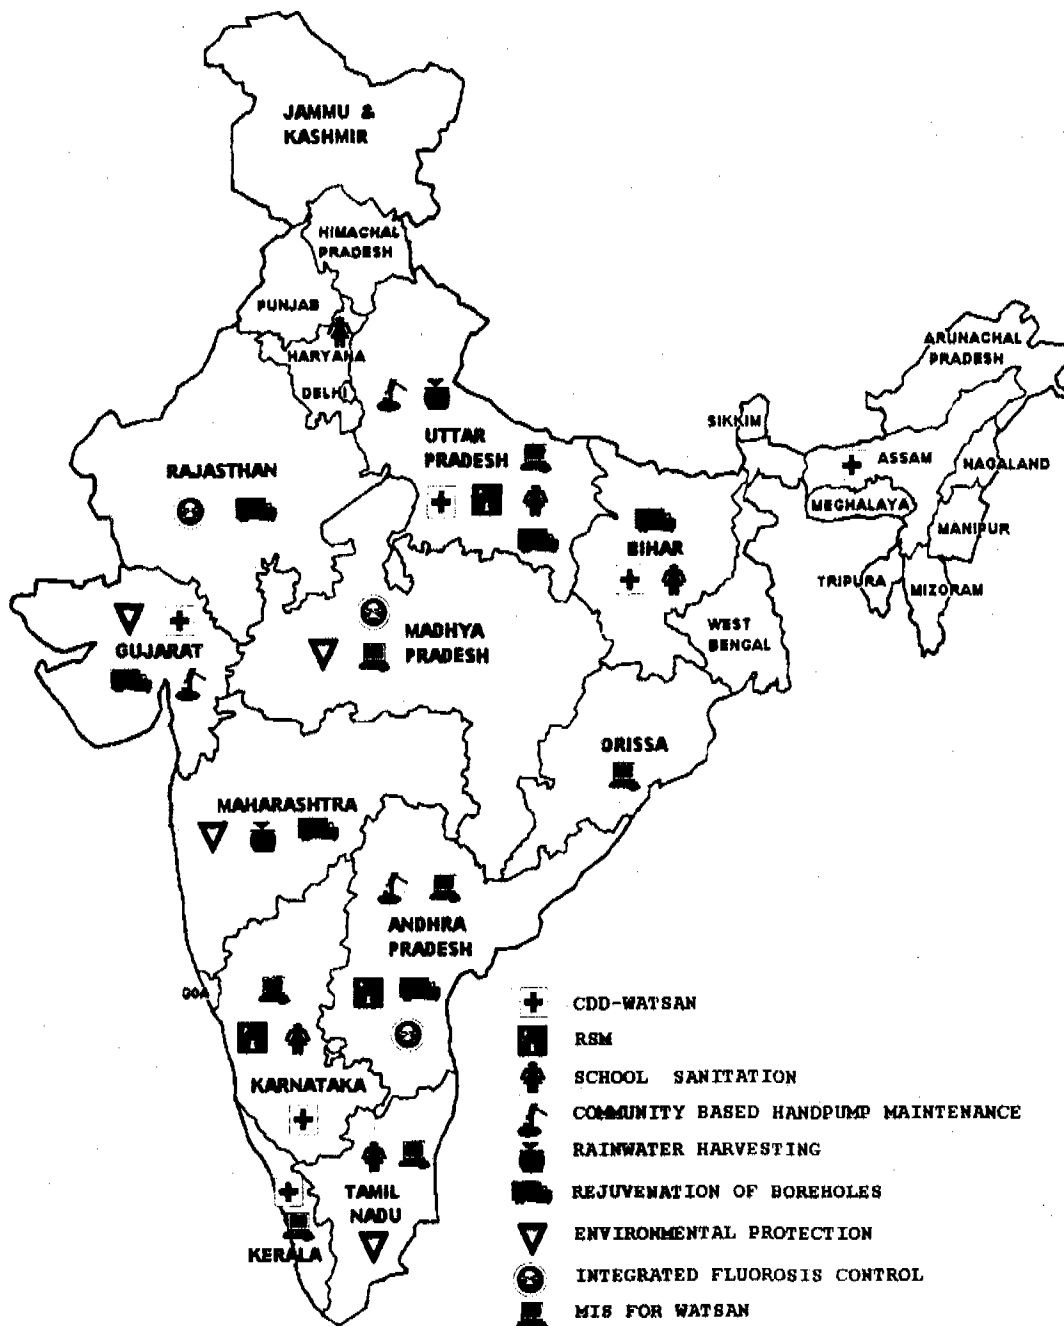 JAMMU &
KASHMIR
HIMACHAL
PRADESH
PUNJAB
HARYANA
DELHI
ARUNACHAL
PRADESH
SIKKIM
UTTAR
PRADESH
RAJASTHAN
ASSAM
NAGALAND
MEGHALAYA
MANIPUR
BIHAR
TRIPURA
MIZORAM
WEST
BENGAL
GUJARAT
MADHYA
PRADESH
ORISSA
MAHARASHTRA
ANDHRA
PRADESH
GOA
KARNATAKA
TAMIL
NADU
KERALA
CDD-WATSAN
RSM
SCHOOL SANITATION
COMMUNITY BASED HANDPUMP MAINTENANCE
RAINWATER HARVESTING
REJUVENATION OF BOREHOLES
ENVIRONMENTAL PROTECTION
INTEGRATED FLUOROSIS CONTROL
MIS FOR WATSAN